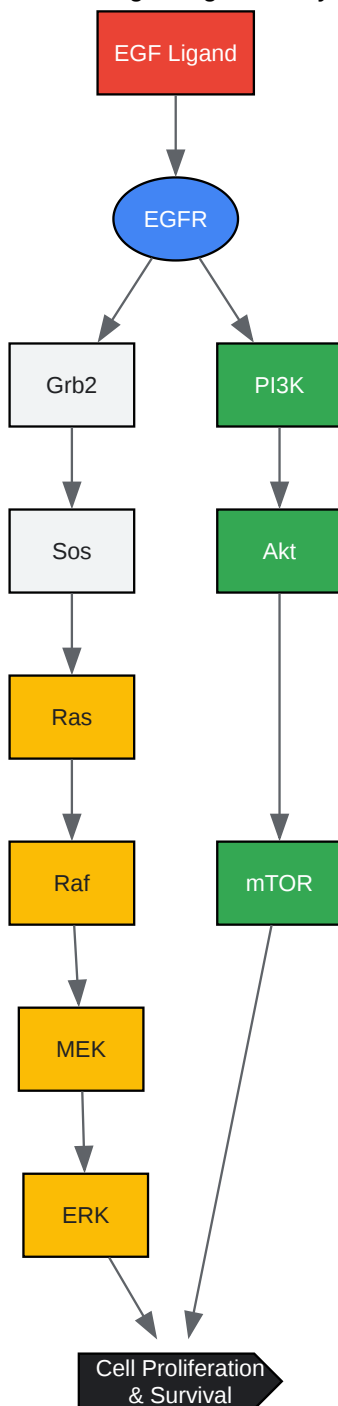 EGF Ligand
EGFR
Grb2
PI3K
Sos
Akt
Ras
Raf
mTOR
MEK
ERK
Cell Proliferation
& Survival